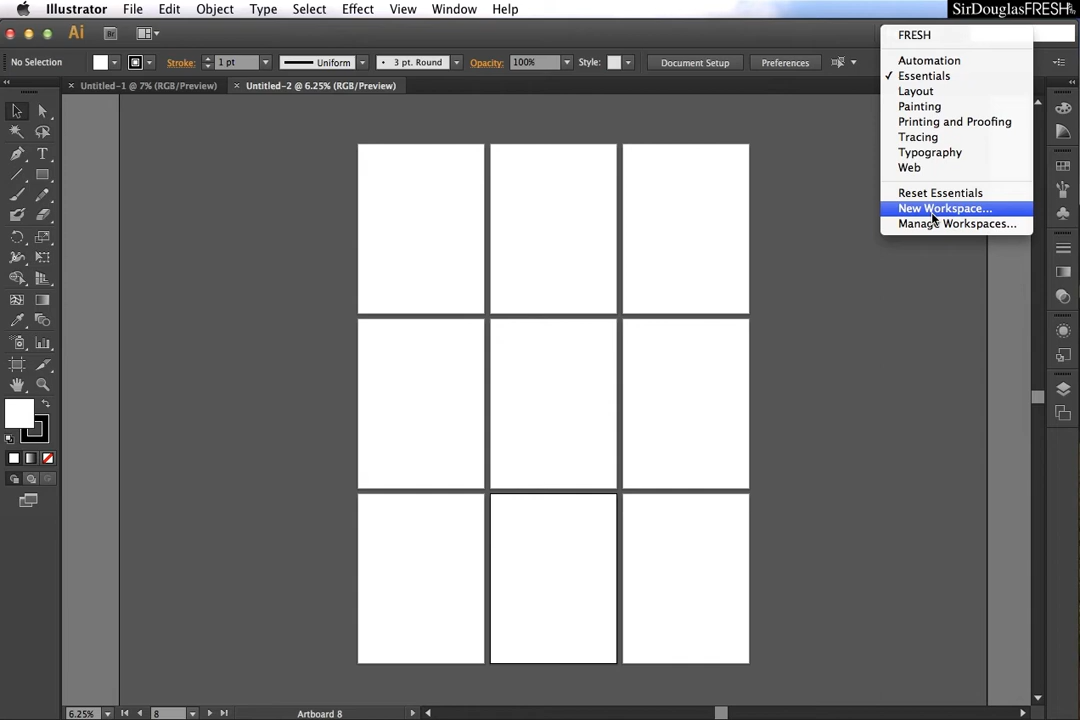 Illustrator File Edit Object Type Select Effect View Window Help
SirDouglasFRESH
Ai Br
FRESH
No Selection Stroke: 1 pt Uniform 3 pt. Round Opacity: 100% Style: Document Setup Preferences
Automation
Essentials
Untitled-1 @ 7% (RGB/Preview) Untitled-2 @ 6.25% (RGB/Preview)
Layout
Painting
Printing and Proofing
Tracing
Typography
Web
Reset Essentials
New Workspace...
Manage Workspaces...
6.25% 8 Artboard 8